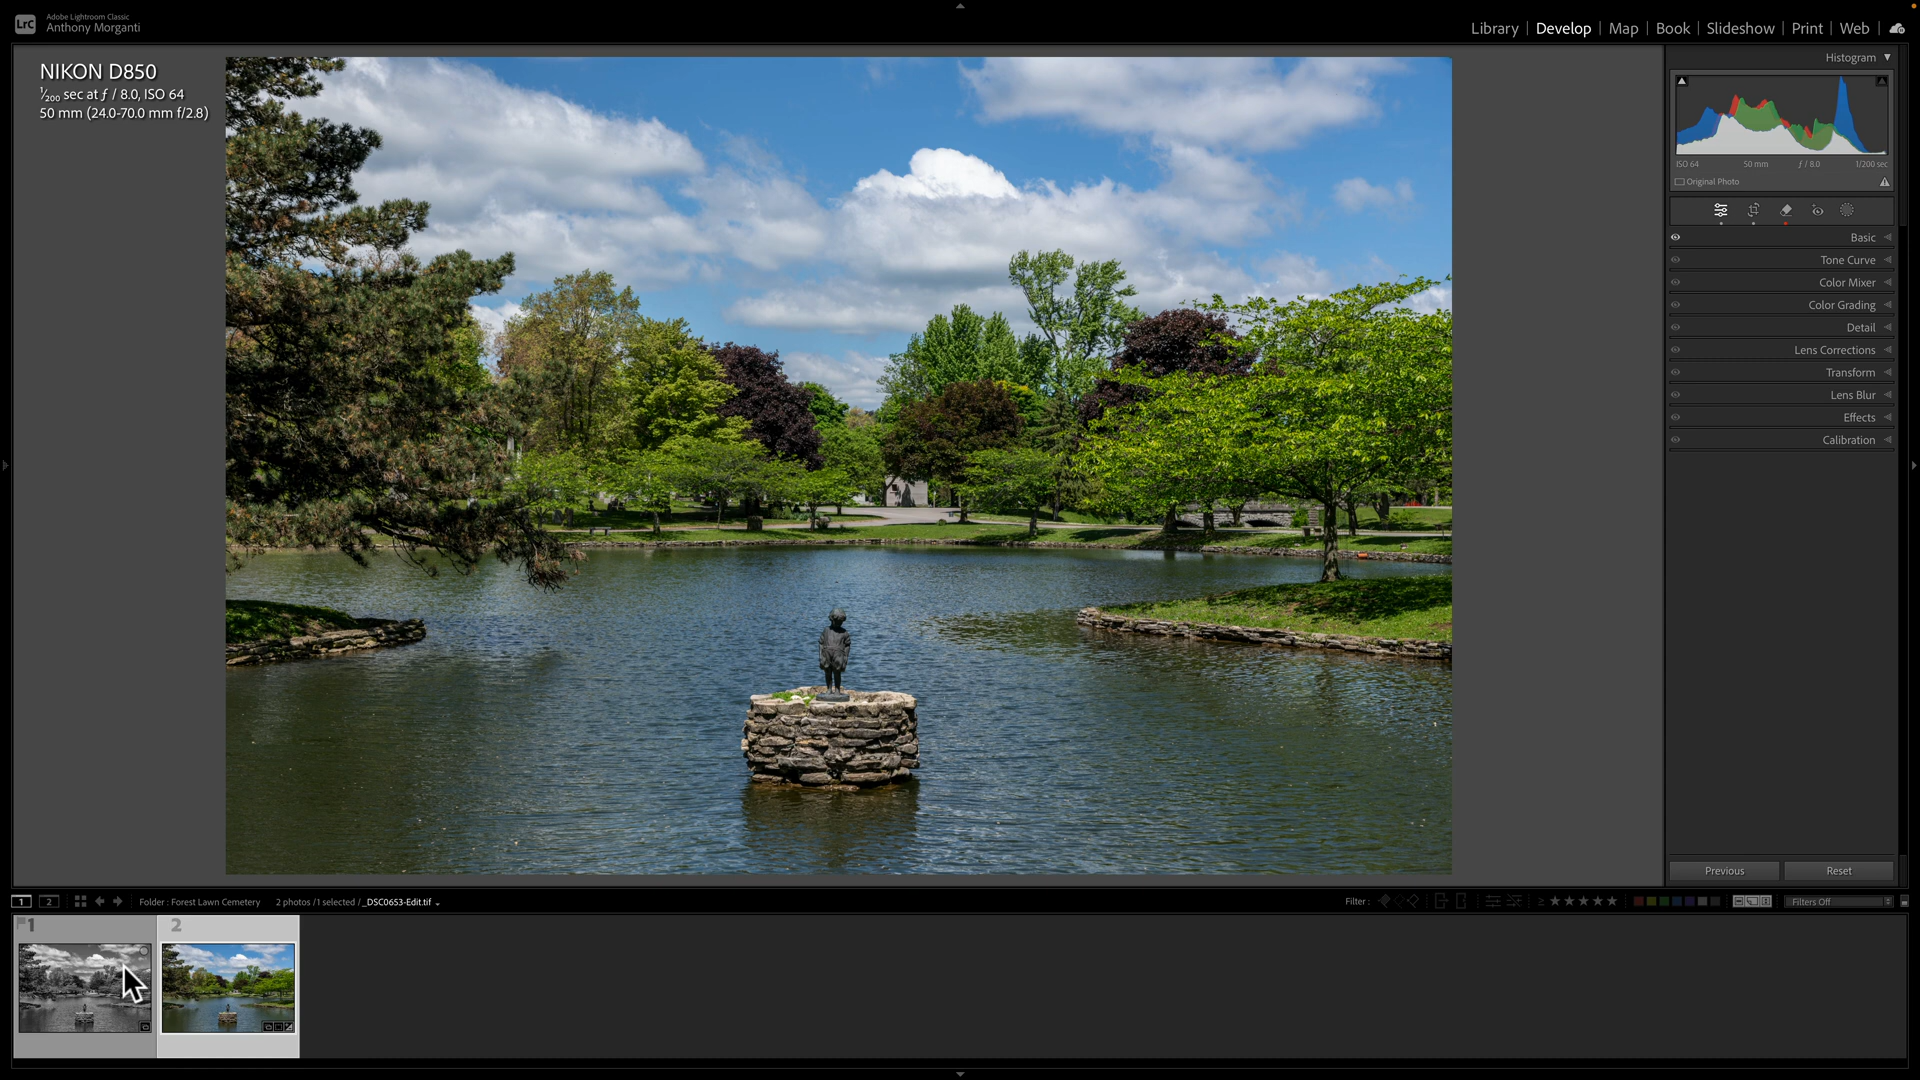 LrC
Adobe Lightroom Classic
Anthony Morganti
Library | Develop | Map | Book | Slideshow | Print | Web
NIKON D850
1/200 sec at ƒ / 8.0, ISO 64
50 mm (24.0-70.0 mm f/2.8)
Histogram
ISO 64 50 mm ƒ / 8.0 1/200 sec
Original Photo
Basic
Tone Curve
Color Mixer
Color Grading
Detail
Lens Corrections
Transform
Lens Blur
Effects
Calibration
Previous Reset
1 2 Folder : Forest Lawn Cemetery 2 photos / 1 selected / _DSC0653-Edit.tif Filter : ≥ ★★★★★ Filters Off
1 2